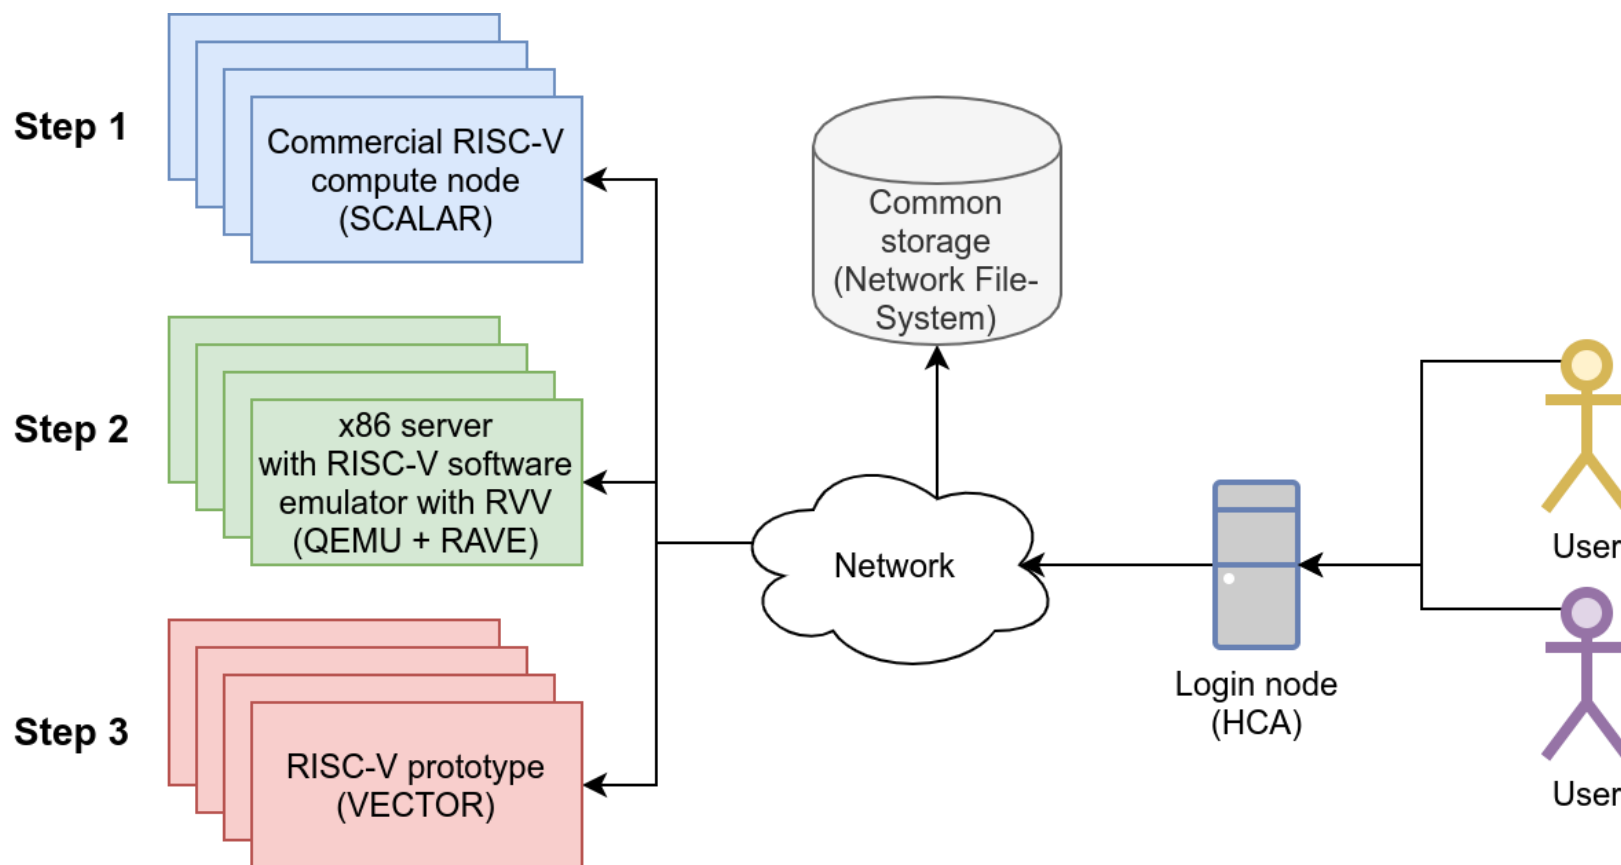 Step 1
Commercial RISC-V
compute node
(SCALAR)
Common
storage
(Network File-
System)
Step 2
x86 server
with RISC-V software
emulator with RVV
(QEMU + RAVE)
Network
User
Login node
(HCA)
Step 3
RISC-V prototype
(VECTOR)
User